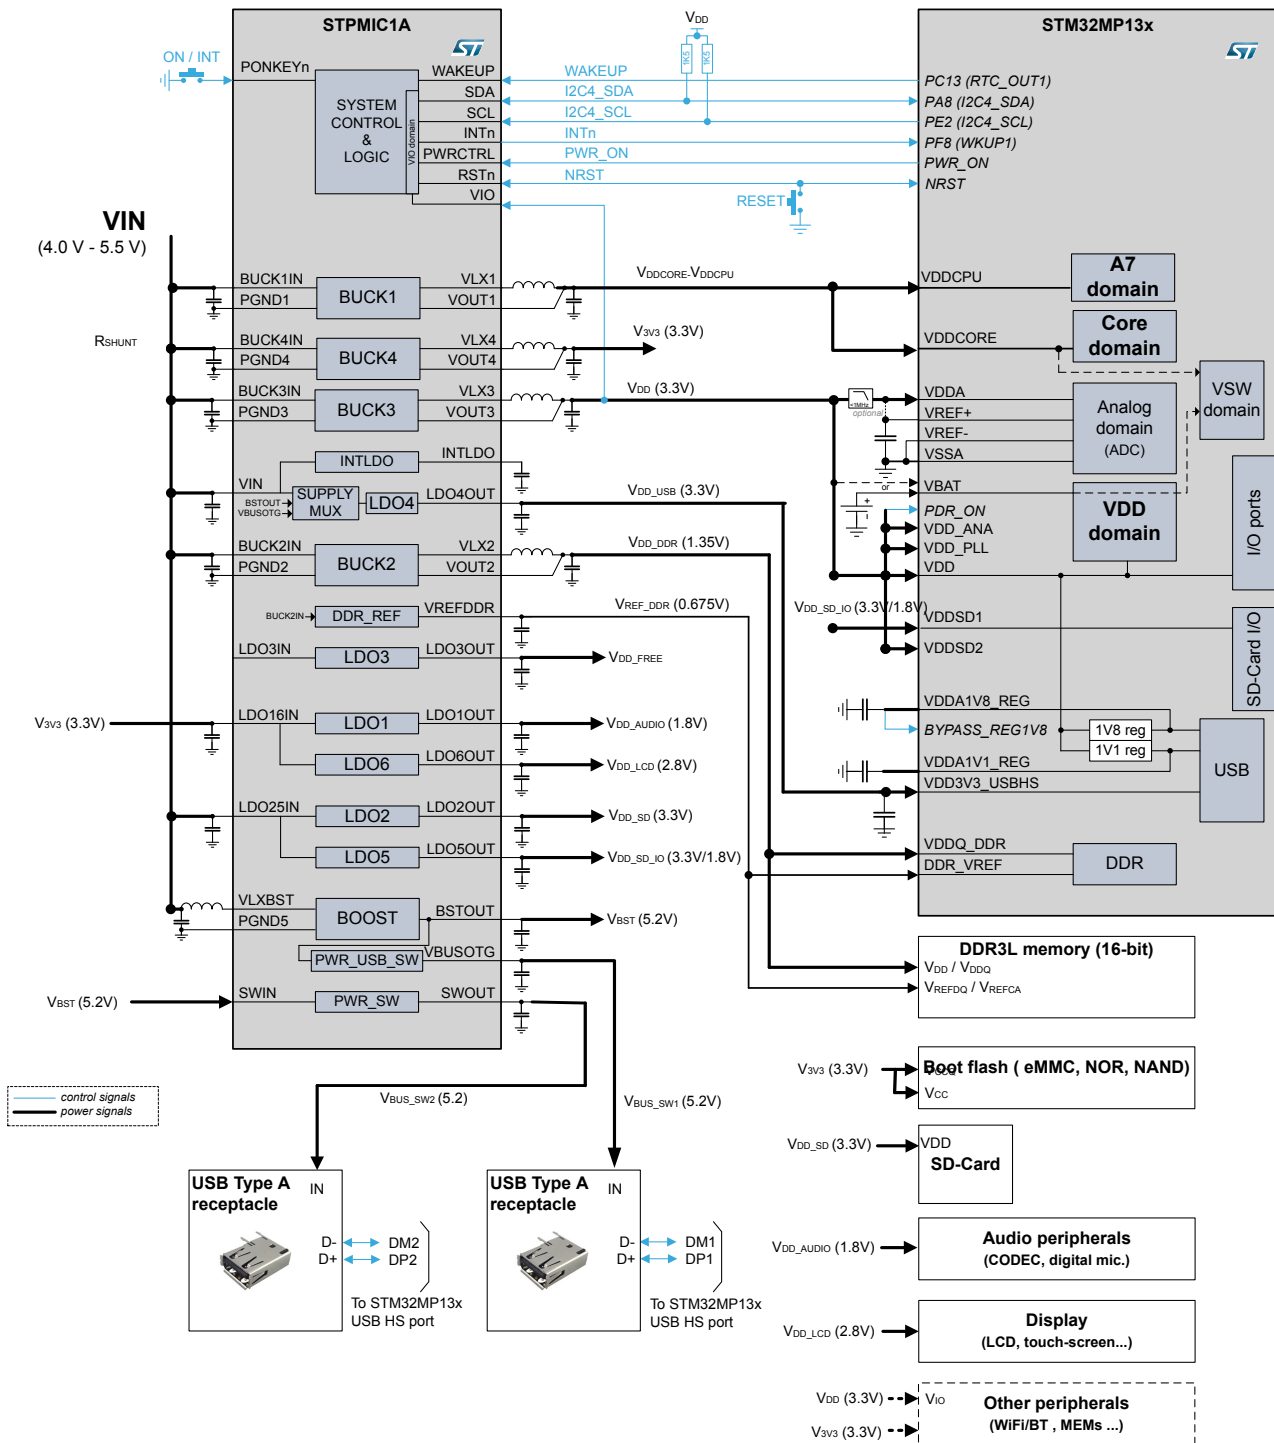 STPMIC1A
STM32MP13x
VDD
1K5
1K5
ON / INT
PONKEYn
SYSTEM
CONTROL
&
LOGIC
VIO domain
WAKEUP
SDA
SCL
INTn
PWRCTRL
RSTn
VIO
WAKEUP
I2C4_SDA
I2C4_SCL
INTn
PWR_ON
NRST
RESET
PC13 (RTC_OUT1)
PA8 (I2C4_SDA)
PE2 (I2C4_SCL)
PF8 (WKUP1)
PWR_ON
NRST
VIN
(4.0 V - 5.5 V)
RSHUNT
BUCK1IN
PGND1
BUCK1
VLX1
VOUT1
VDDCORE-VDDCPU
BUCK4IN
PGND4
BUCK4
VLX4
VOUT4
V3V3 (3.3V)
BUCK3IN
PGND3
BUCK3
VLX3
VOUT3
VDD (3.3V)
INTLDO
INTLDO
VIN
BSTOUT
VBUSOTG
SUPPLY
MUX
LDO4
LDO4OUT
VDD_USB (3.3V)
BUCK2IN
PGND2
BUCK2
VLX2
VOUT2
VDD_DDR (1.35V)
BUCK2IN
DDR_REF
VREFDDR
VREF_DDR (0.675V)
LDO3IN
LDO3
LDO3OUT
VDD_FREE
V3V3 (3.3V)
LDO16IN
LDO1
LDO1OUT
VDD_AUDIO (1.8V)
LDO6
LDO6OUT
VDD_LCD (2.8V)
LDO25IN
LDO2
LDO2OUT
VDD_SD (3.3V)
LDO5
LDO5OUT
VDD_SD_IO (3.3V/1.8V)
VLXBST
PGND5
BOOST
BSTOUT
VBST (5.2V)
PWR_USB_SW
VBUSOTG
VBST (5.2V)
SWIN
PWR_SW
SWOUT
VDDCPU
A7
domain
VDDCORE
Core
domain
VSW
domain
<1MHz
optional
VDDA
VREF+
VREF-
VSSA
Analog
domain
(ADC)
or
+
VBAT
PDR_ON
VDD_ANA
VDD_PLL
VDD
VDD
domain
I/O ports
VDD_SD_IO (3.3V/1.8V)
VDDSD1
VDDSD2
SD-Card I/O
VDDA1V8_REG
BYPASS_REG1V8
VDDA1V1_REG
VDD3V3_USBHS
1V8 reg
1V1 reg
USB
VDDQ_DDR
DDR_VREF
DDR
DDR3L memory (16-bit)
VDD / VDDQ
VREFDQ / VREFCA
V3V3 (3.3V)
Boot flash ( eMMC, NOR, NAND)
VCCQ
VCC
VDD_SD (3.3V)
VDD
SD-Card
VDD_AUDIO (1.8V)
Audio peripherals
(CODEC, digital mic.)
VDD_LCD (2.8V)
Display
(LCD, touch-screen...)
VDD (3.3V)
V3V3 (3.3V)
VIO
Other peripherals
(WiFi/BT , MEMs ...)
control signals
power signals
VBUS_SW2 (5.2)
VBUS_SW1 (5.2V)
USB Type A
receptacle
IN
D-
D+
DM2
DP2
To STM32MP13x
USB HS port
USB Type A
receptacle
IN
D-
D+
DM1
DP1
To STM32MP13x
USB HS port